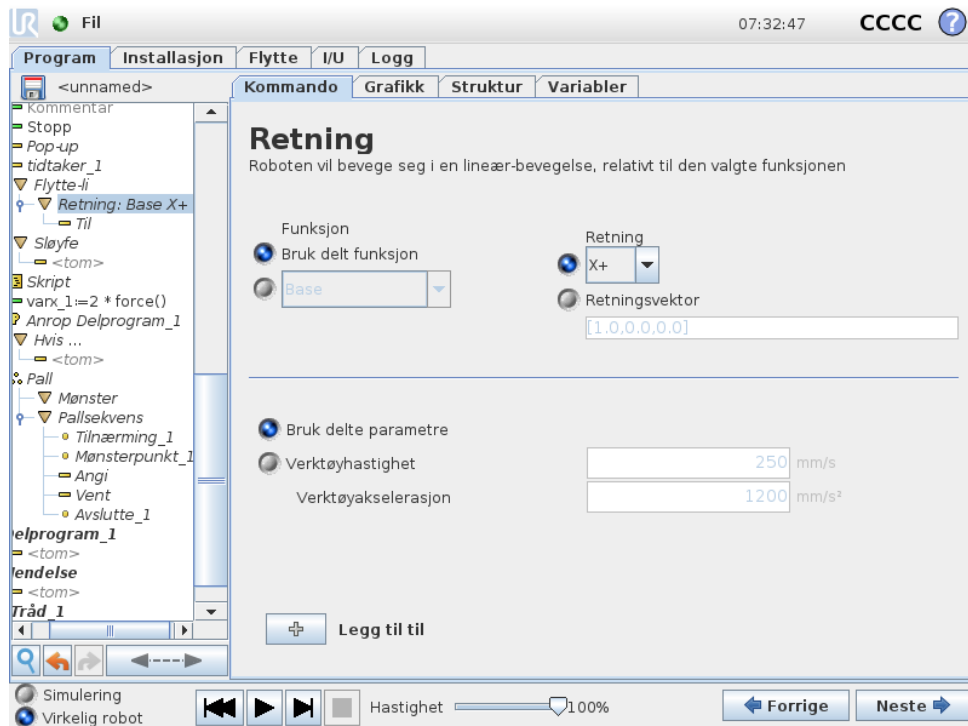 UR Fil 07:32:47 CCCC ?
Program Installasjon Flytte I/U Logg
<unnamed>
Kommando Grafikk Struktur Variabler
Kommentar
Stopp
Pop-up
tidtaker_1
Flytte-li
Retning: Base X+
Til
Sløyfe
<tom>
Skript
varx_1:=2 * force()
Anrop Delprogram_1
Hvis ...
<tom>
Pall
Mønster
Pallsekvens
Tilnærming_1
Mønsterpunkt_1
Angi
Vent
Avslutte_1
elprogram_1
<tom>
endelse
<tom>
Tråd_1
Retning
Roboten vil bevege seg i en lineær-bevegelse, relativt til den valgte funksjonen
Funksjon
Bruk delt funksjon
Base
Retning
X+
Retningsvektor
[1.0,0.0,0.0]
Bruk delte parametre
Verktøyhastighet 250 mm/s
Verktøyakselerasjon 1200 mm/s²
Legg til til
Simulering
Virkelig robot
Hastighet 100%
Forrige
Neste